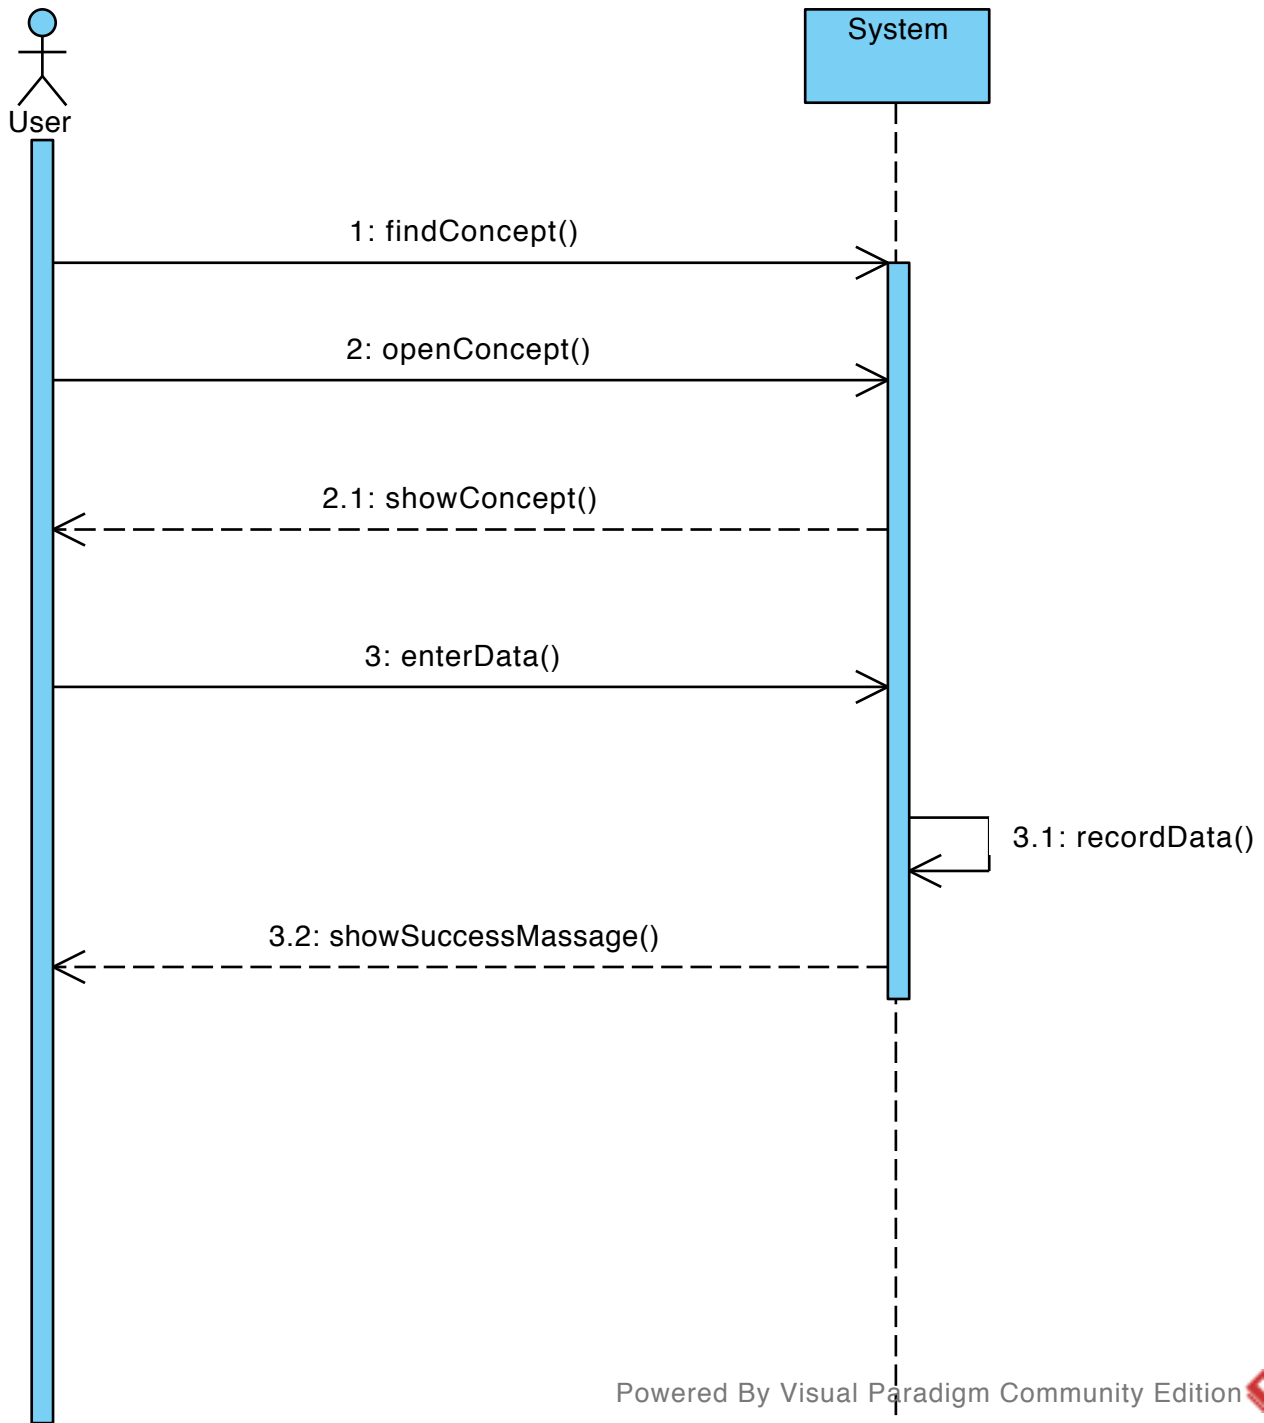 System
User
1: findConcept()
2: openConcept()
2.1: showConcept()
3: enterData()
3.1: recordData()
3.2: showSuccessMassage()
Powered By Visual Paradigm Community Edition